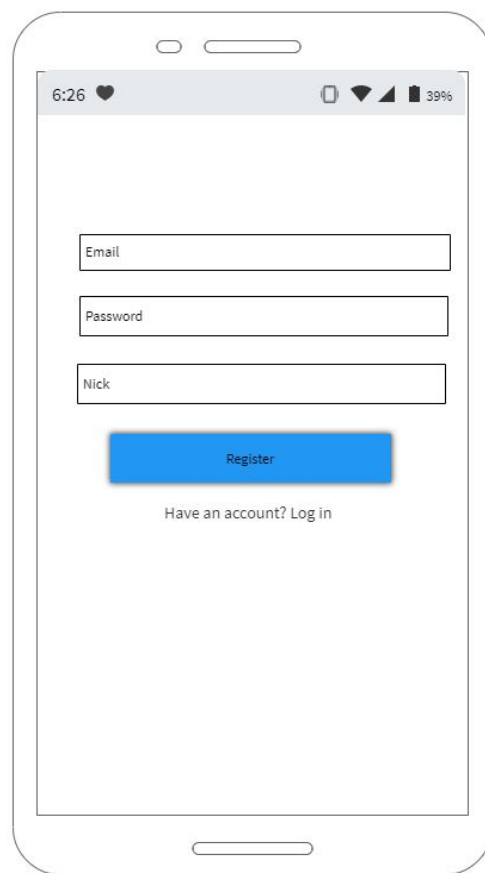 6:26 39%
Email
Password
Nick
Register
Have an account? Log in